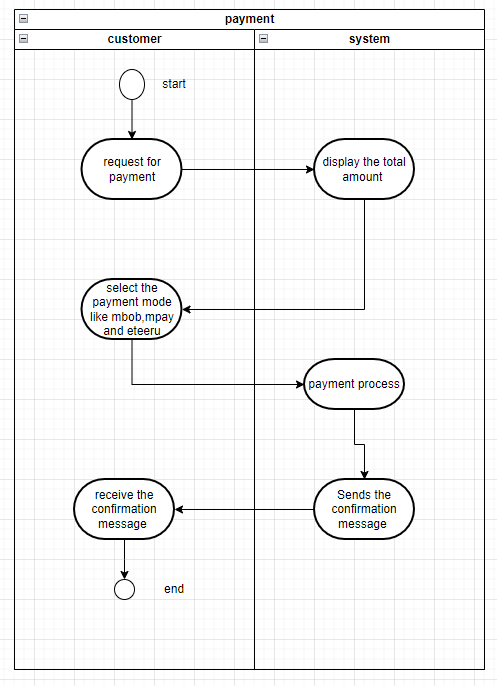 payment
customer
system
start
request for
payment
display the total
amount
select the
payment mode
like mbob,mpay
and eteeru
payment process
receive the
confirmation
message
Sends the
confirmation
message
end